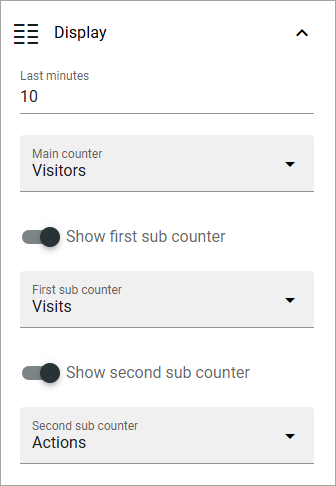 Display
Last minutes
10
Main counter
Visitors
Show first sub counter
First sub counter
Visits
Show second sub counter
Second sub counter
Actions